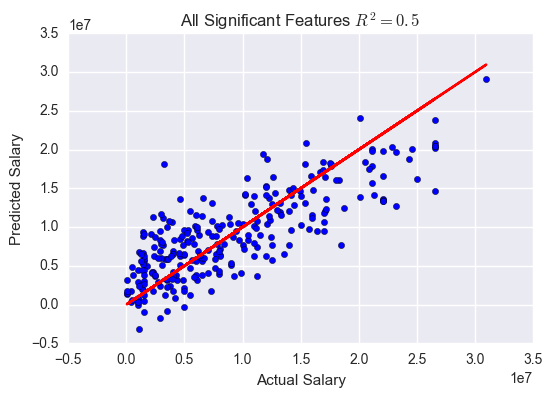 All Significant Features R² = 0.5
1e7
3.5
3.0
2.5
2.0
1.5
1.0
0.5
0.0
-0.5
Predicted Salary
-0.5 0.0 0.5 1.0 1.5 2.0 2.5 3.0 3.5
Actual Salary
1e7